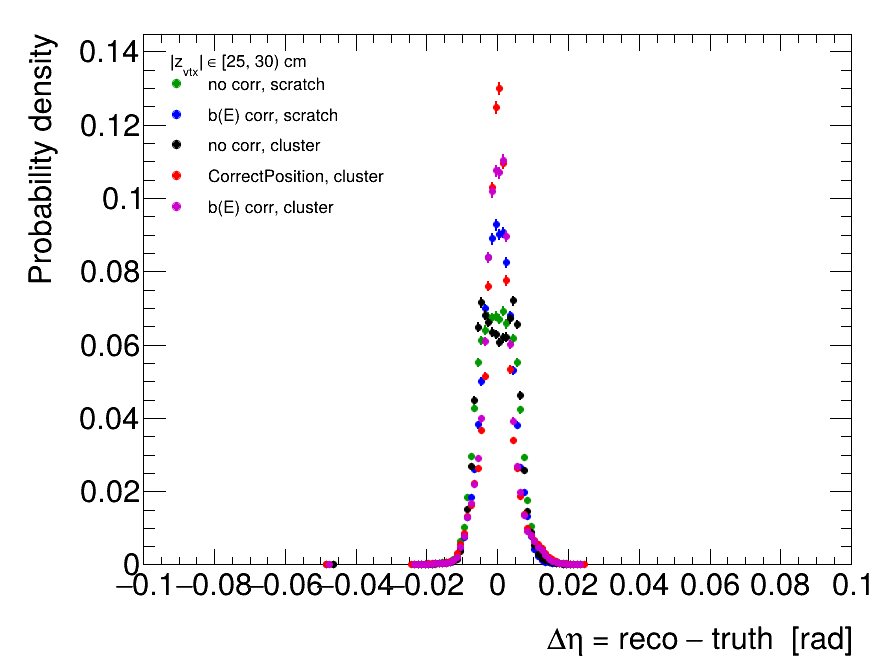 Probability density
0.14
0.12
0.1
0.08
0.06
0.04
0.02
0
|z_vtx| ∈ [25, 30) cm
no corr, scratch
b(E) corr, scratch
no corr, cluster
CorrectPosition, cluster
b(E) corr, cluster
−0.1 −0.08 −0.06 −0.04 −0.02 0 0.02 0.04 0.06 0.08 0.1
Δη = reco − truth [rad]